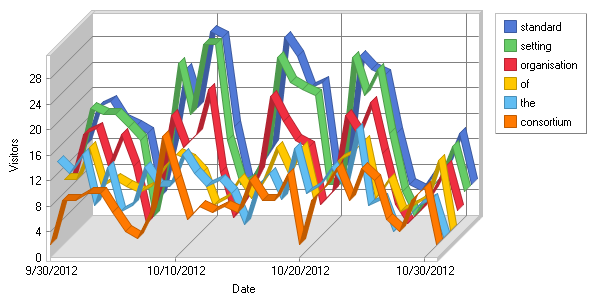 standard
setting
organisation
of
the
consortium
Visitors
28
24
20
16
12
8
4
0
9/30/2012 10/10/2012 10/20/2012 10/30/2012
Date